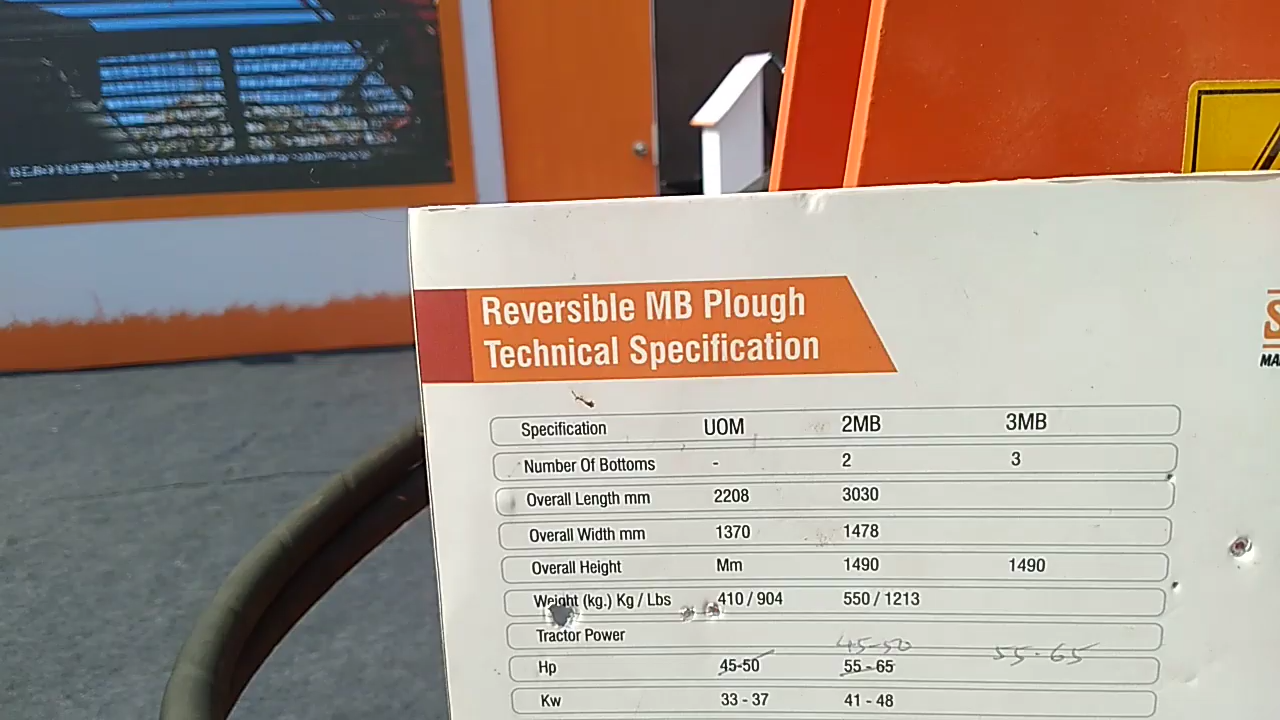 Reversible MB Plough
Technical Specification
Specification UOM 2MB 3MB
Number Of Bottoms - 2 3
Overall Length mm 2208 3030
Overall Width mm 1370 1478
Overall Height Mm 1490 1490
Weight (kg.) Kg / Lbs 410 / 904 550 / 1213
Tractor Power 45-50
Hp 45-50 55 - 65 55-65
Kw 33 - 37 41 - 48